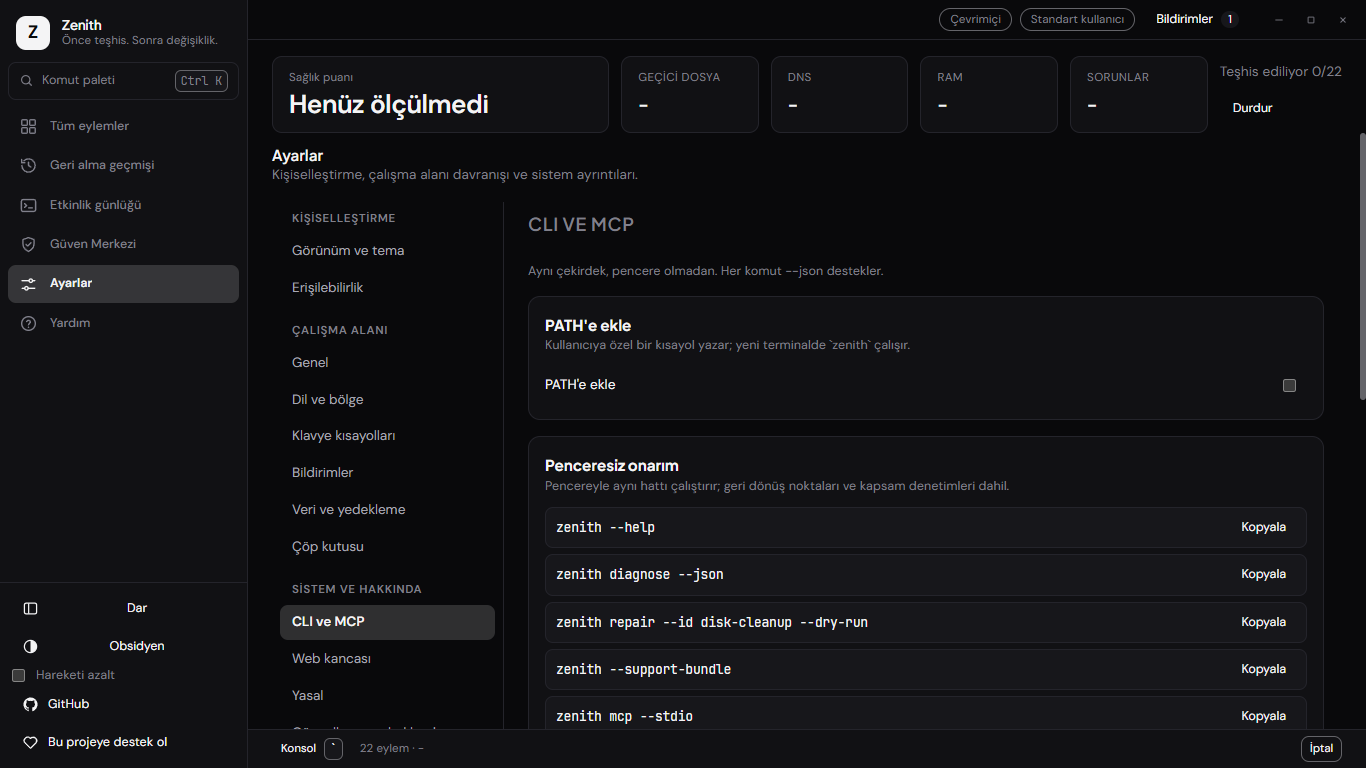 Z
Zenith
Önce teşhis. Sonra değişiklik.
Komut paleti Ctrl K
Tüm eylemler
Geri alma geçmişi
Etkinlik günlüğü
Güven Merkezi
Ayarlar
Yardım
Dar
Obsidyen
Hareketi azalt
GitHub
Bu projeye destek ol
Çevrimiçi Standart kullanıcı Bildirimler 1
Sağlık puanı
Henüz ölçülmedi
GEÇİCİ DOSYA
-
DNS
-
RAM
-
SORUNLAR
-
Teşhis ediliyor 0/22
Durdur
Ayarlar
Kişiselleştirme, çalışma alanı davranışı ve sistem ayrıntıları.
KİŞİSELLEŞTİRME
Görünüm ve tema
Erişilebilirlik
ÇALIŞMA ALANI
Genel
Dil ve bölge
Klavye kısayolları
Bildirimler
Veri ve yedekleme
Çöp kutusu
SİSTEM VE HAKKINDA
CLI ve MCP
Web kancası
Yasal
CLI VE MCP
Aynı çekirdek, pencere olmadan. Her komut --json destekler.
PATH'e ekle
Kullanıcıya özel bir kısayol yazar; yeni terminalde `zenith` çalışır.
PATH'e ekle
Penceresiz onarım
Pencereyle aynı hattı çalıştırır; geri dönüş noktaları ve kapsam denetimleri dahil.
zenith --help Kopyala
zenith diagnose --json Kopyala
zenith repair --id disk-cleanup --dry-run Kopyala
zenith --support-bundle Kopyala
zenith mcp --stdio Kopyala
Konsol ` 22 eylem · -
İptal